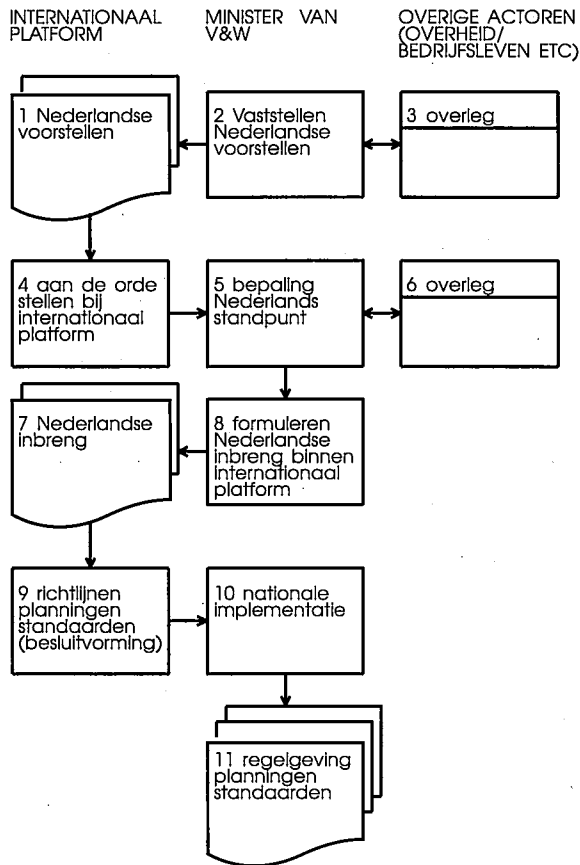 INTERNATIONAAL
PLATFORM
MINISTER VAN
V&W
OVERIGE ACTOREN
(OVERHEID/
BEDRIJFSLEVEN ETC)
1 Nederlandse
voorstellen
2 Vaststellen
Nederlandse
voorstellen
3 overleg
4 aan de orde
stellen bij
internationaal
platform
5 bepaling
Nederlands
standpunt
6 overleg
7 Nederlandse
inbreng
8 formuleren
Nederlandse
inbreng binnen
internationaal
platform
9 richtlijnen
planningen
standaarden
(besluitvorming)
10 nationale
implementatie
11 regelgeving
planningen
standaarden